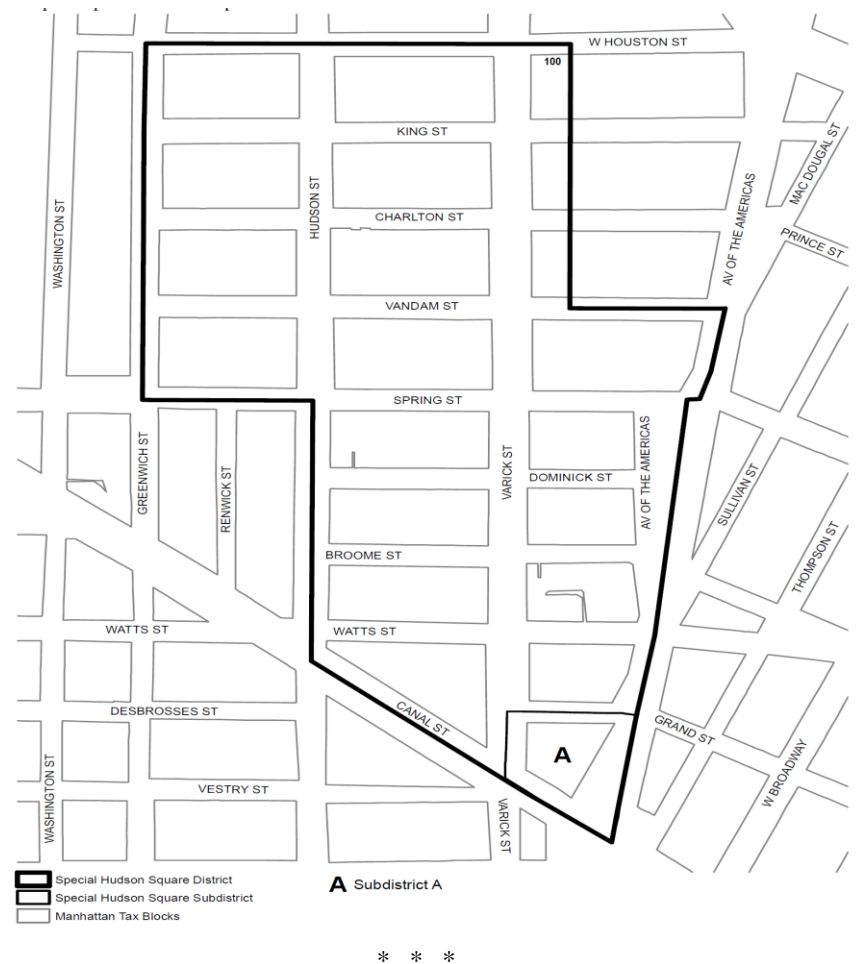 W HOUSTON ST
100
KING ST
MAC DOUGAL ST
HUDSON ST
WASHINGTON ST
AV OF THE AMERICAS
CHARLTON ST
PRINCE ST
VANDAM ST
SPRING ST
GREENWICH ST
RENWICK ST
VARICK ST
DOMINICK ST
AV OF THE AMERICAS
SULLIVAN ST
THOMPSON ST
BROOME ST
WATTS ST
WATTS ST
DESBROSSES ST
CANAL ST
GRAND ST
A
W BROADWAY
WASHINGTON ST
VESTRY ST
VARICK ST
Special Hudson Square District
A Subdistrict A
Special Hudson Square Subdistrict
Manhattan Tax Blocks
* * *